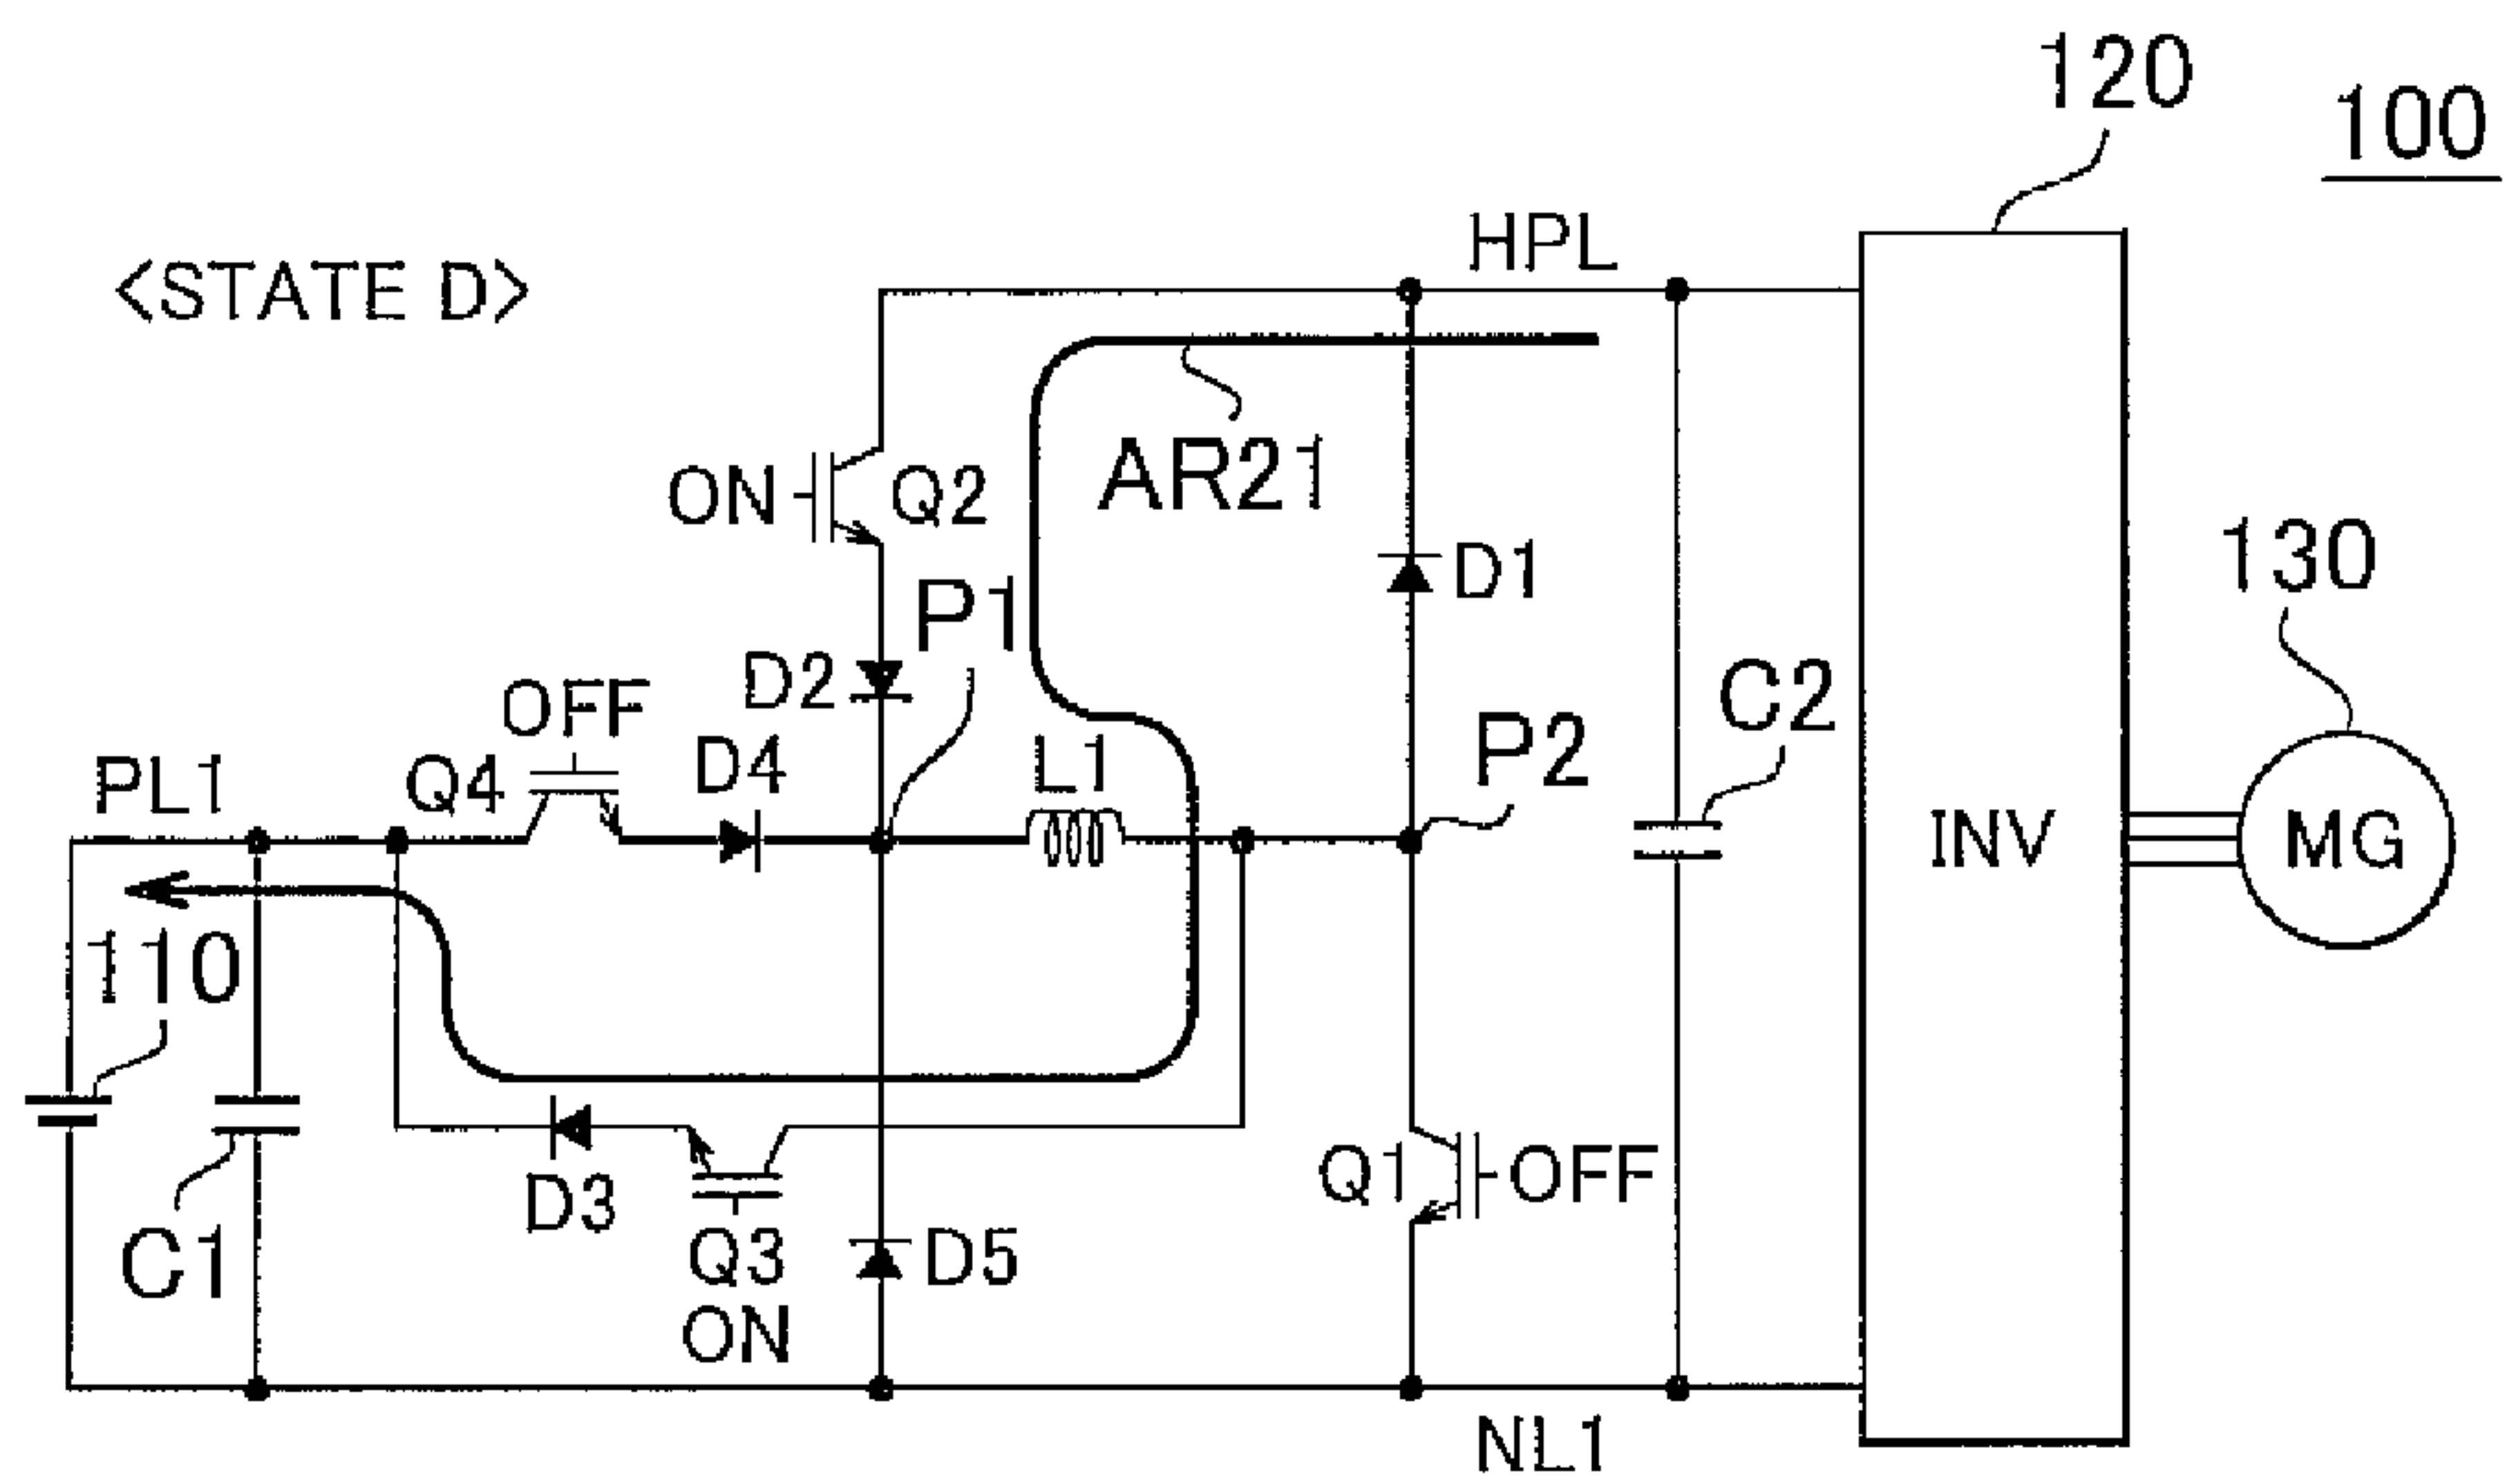 120
100
HPL
<STATE D>
AR21
ON
Q2
130
D1
P1
D2
OFF
C2
P2
D4
L1
PL1
Q4
INV
MG
110
D3
Q1
OFF
C1
Q3
D5
ON
NL1